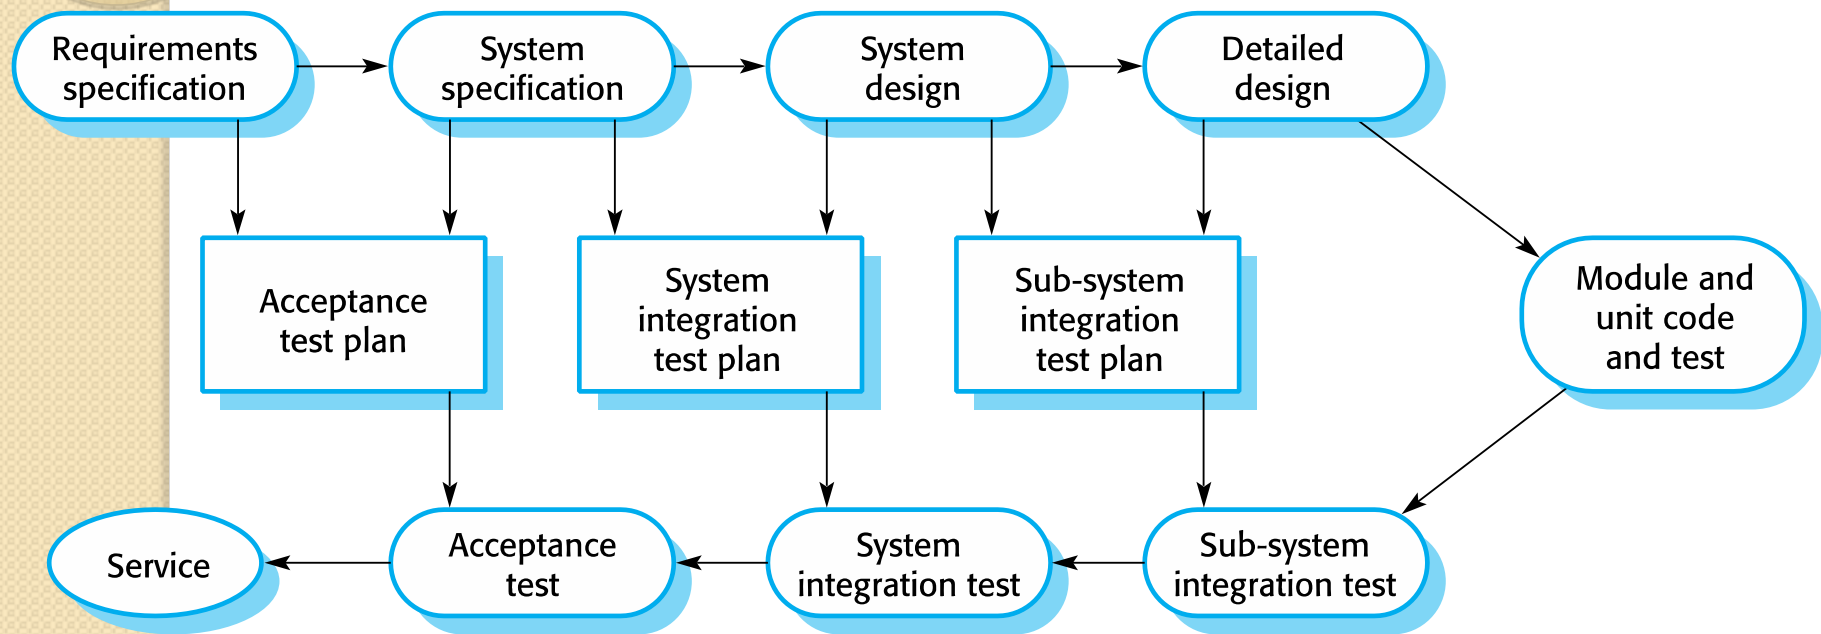 Requirements
specification
System
specification
System
design
Detailed
design
Acceptance
test plan
System
integration
test plan
Sub-system
integration
test plan
Module and
unit code
and test
Service
Acceptance
test
System
integration test
Sub-system
integration test